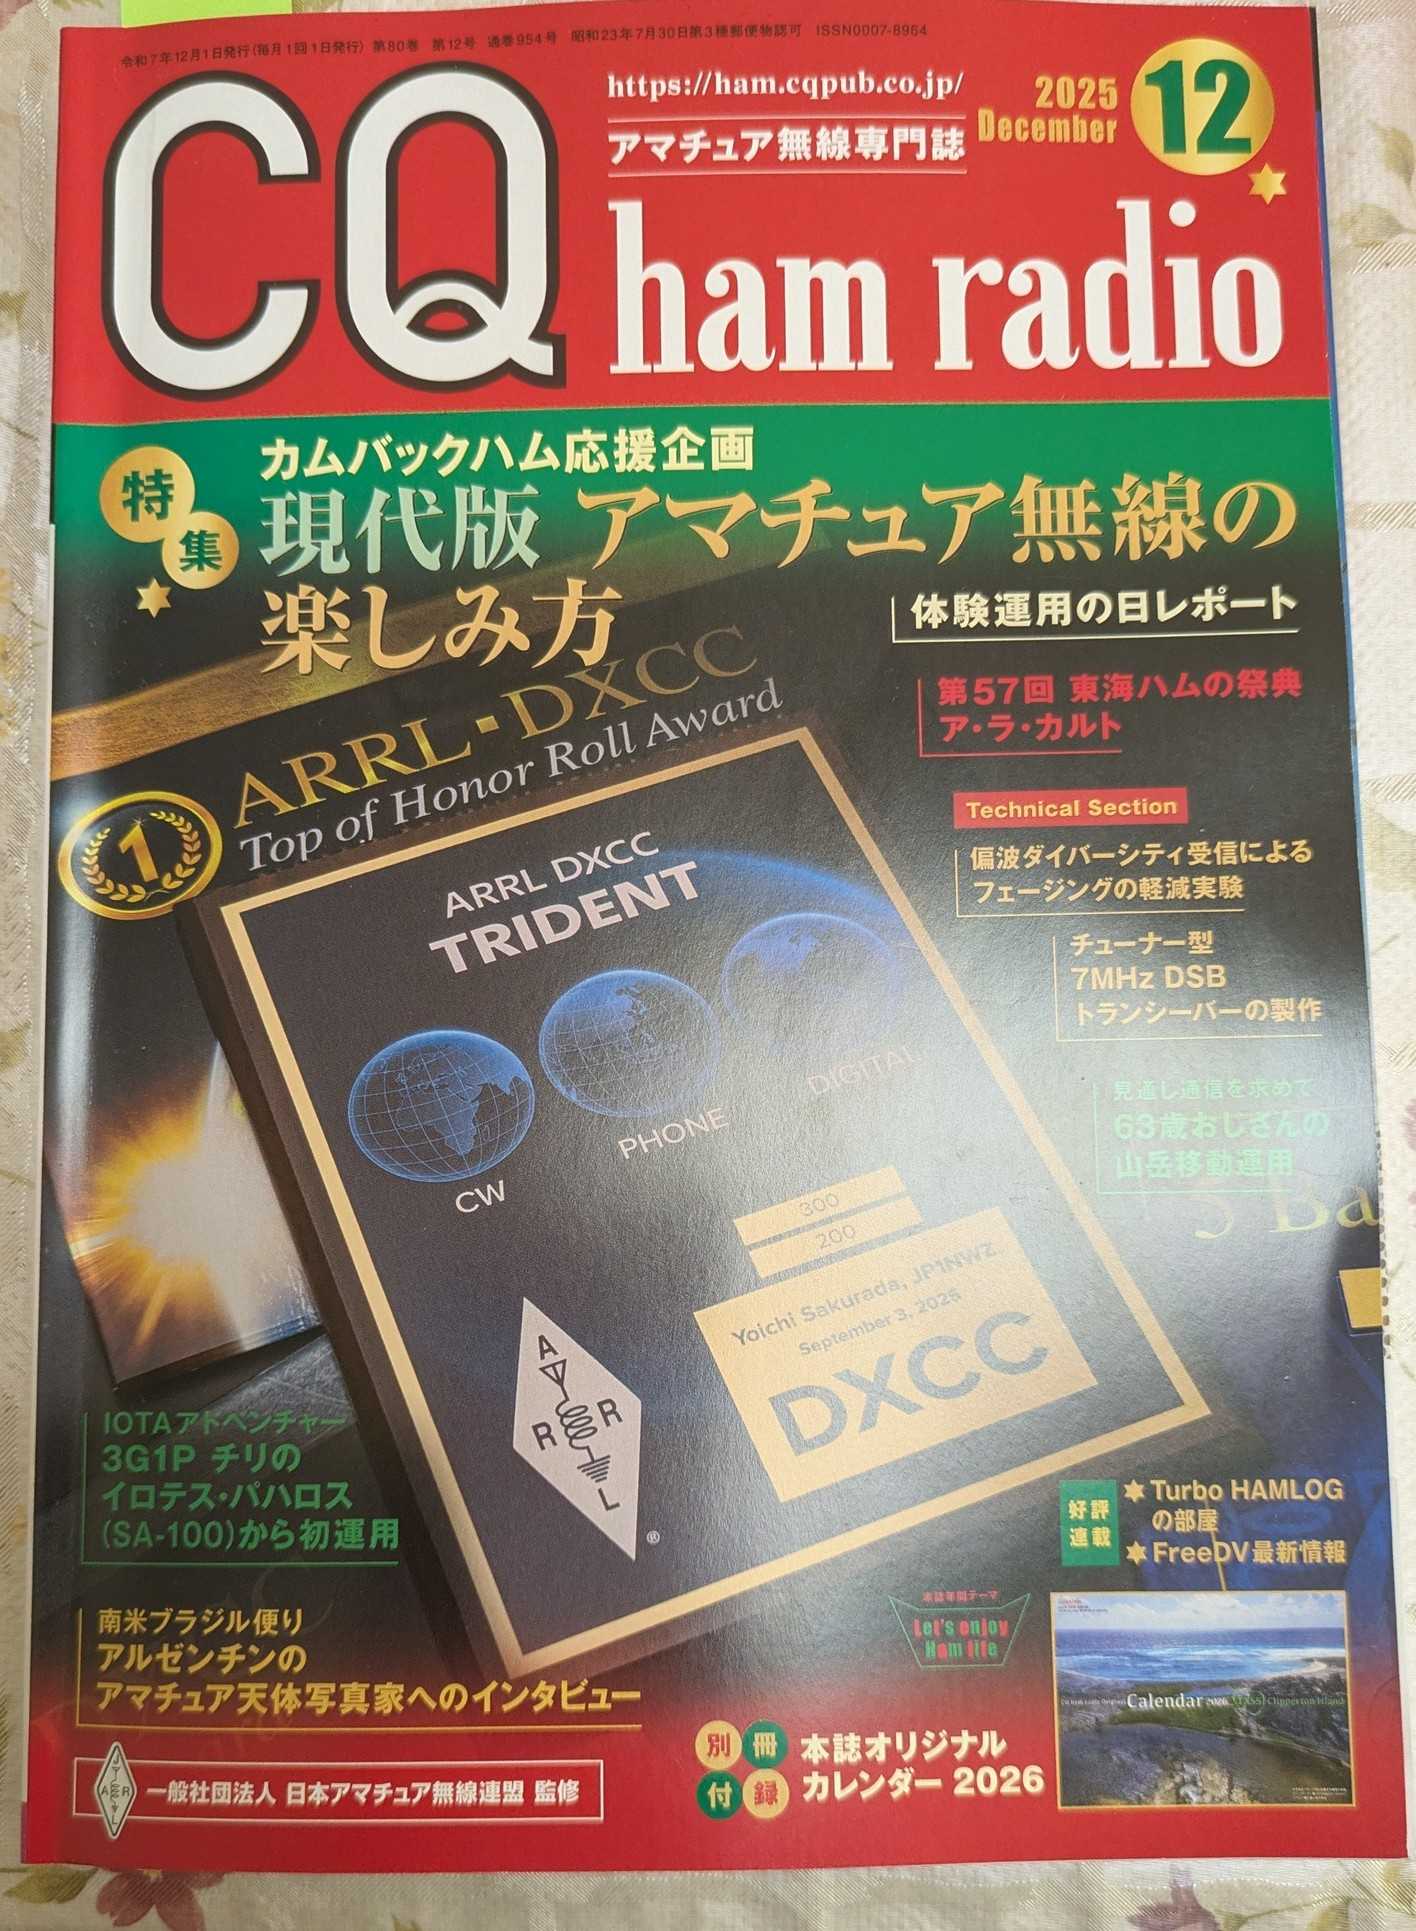 令和7年12月1日発行(毎月1回1日発行) 第80巻 第12号 通巻954号 昭和23年7月30日第3種郵便物認可 ISSN0007-8964
CQ
https://ham.cqpub.co.jp/
アマチュア無線専門誌
2025
December
12
ham radio
特集
カムバックハム応援企画
現代版 アマチュア無線の
楽しみ方
体験運用の日レポート
第57回 東海ハムの祭典
ア・ラ・カルト
Technical Section
偏波ダイバーシティ受信による
フェージングの軽減実験
チューナー型
7MHz DSB
トランシーバーの製作
見通し通信を求めて
63歳おじさんの
山岳移動運用
ARRL・DXCC
Top of Honor Roll Award
1
ARRL DXCC
TRIDENT
CW
PHONE
DIGITAL
300
200
Yoichi Sakurada, JP1NWZ
September 3, 2025
DXCC
A
R R
L
®
5 Ba
IOTAアドベンチャー
3G1P チリの
イロテス・パハロス
(SA-100)から初運用
南米ブラジル便り
アルゼンチンの
アマチュア天体写真家へのインタビュー
好評
連載
Turbo HAMLOG
の部屋
FreeDV最新情報
本誌年間テーマ
Let's enjoy
Ham life
別冊
付録
本誌オリジナル
カレンダー 2026
Calendar 2026
Clipperton Island
J
A R
L
一般社団法人 日本アマチュア無線連盟 監修